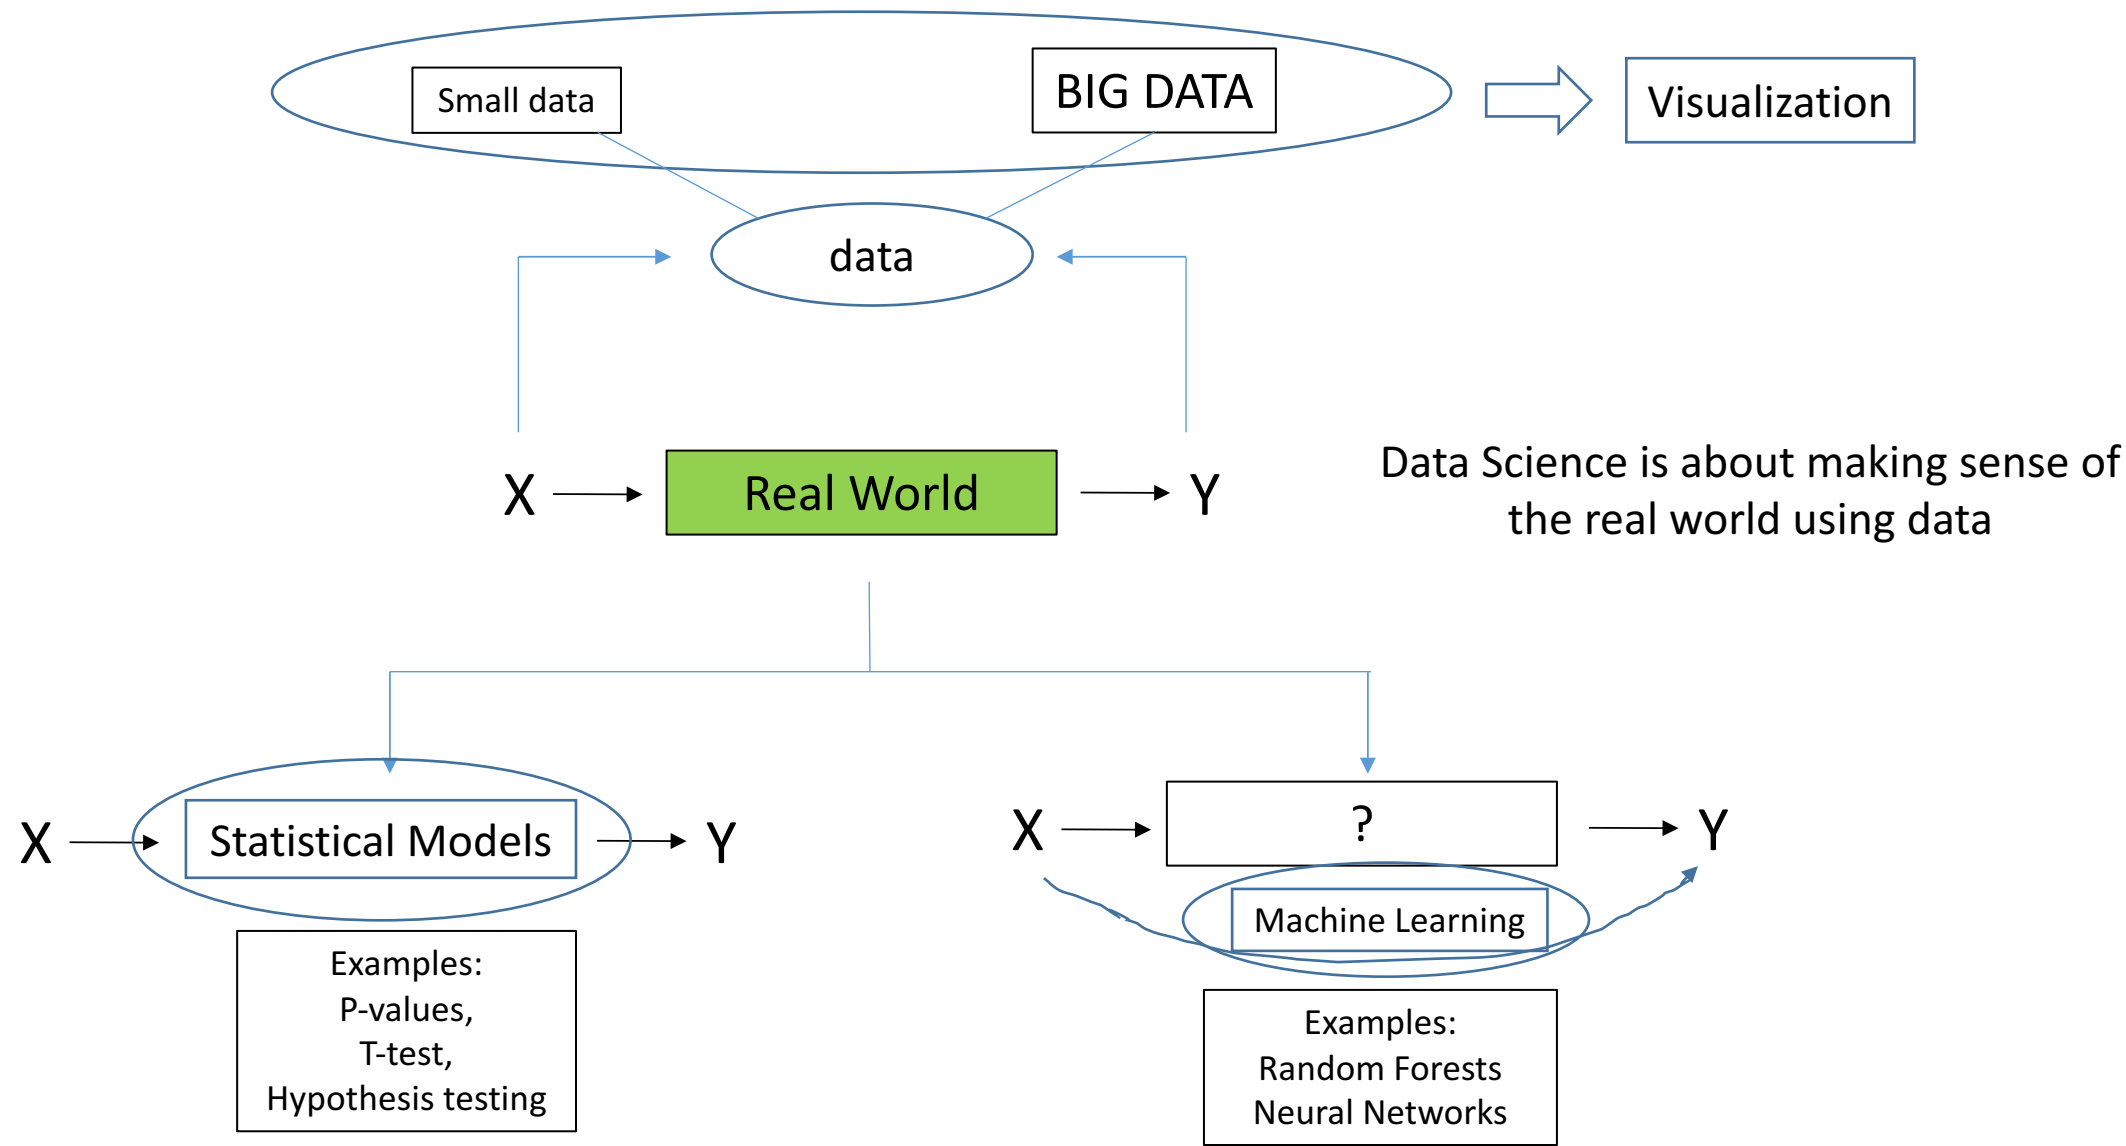 Small data
BIG DATA
Visualization
data
X
Real World
Y
Data Science is about making sense of
the real world using data
X
Statistical Models
Y
Examples:
P-values,
T-test,
Hypothesis testing
X
?
Y
Machine Learning
Examples:
Random Forests
Neural Networks